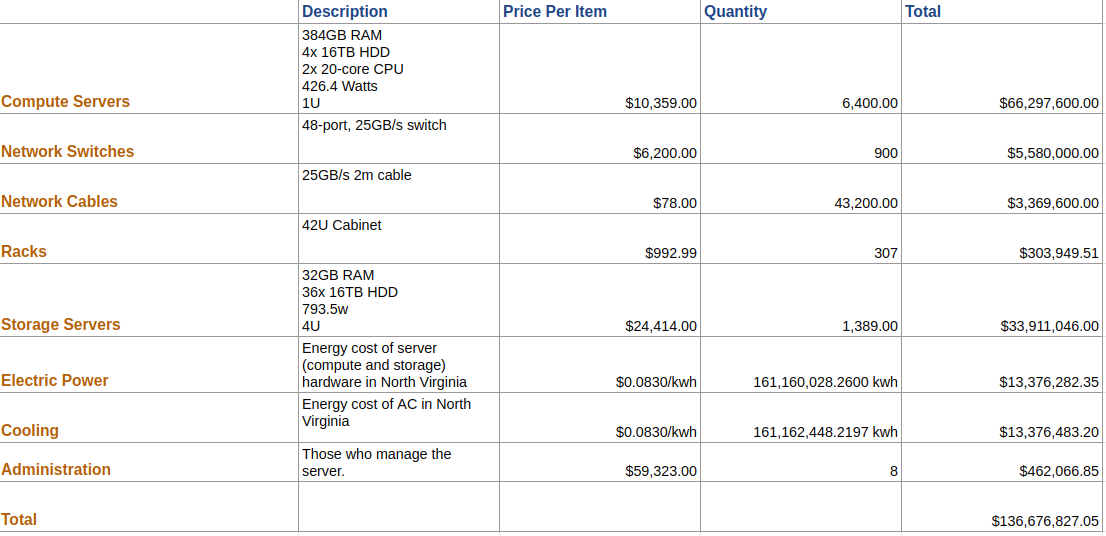 Description Price Per Item Quantity Total
384GB RAM
4x 16TB HDD
2x 20-core CPU
426.4 Watts
Compute Servers 1U $10,359.00 6,400.00 $66,297,600.00
48-port, 25GB/s switch
Network Switches $6,200.00 900 $5,580,000.00
25GB/s 2m cable
Network Cables $78.00 43,200.00 $3,369,600.00
42U Cabinet
Racks $992.99 307 $303,949.51
32GB RAM
36x 16TB HDD
793.5w
Storage Servers 4U $24,414.00 1,389.00 $33,911,046.00
Energy cost of server
(compute and storage)
Electric Power hardware in North Virginia $0.0830/kwh 161,160,028.2600 kwh $13,376,282.35
Energy cost of AC in North
Virginia
Cooling $0.0830/kwh 161,162,448.2197 kwh $13,376,483.20
Those who manage the
Administration server. $59,323.00 8 $462,066.85
Total $136,676,827.05